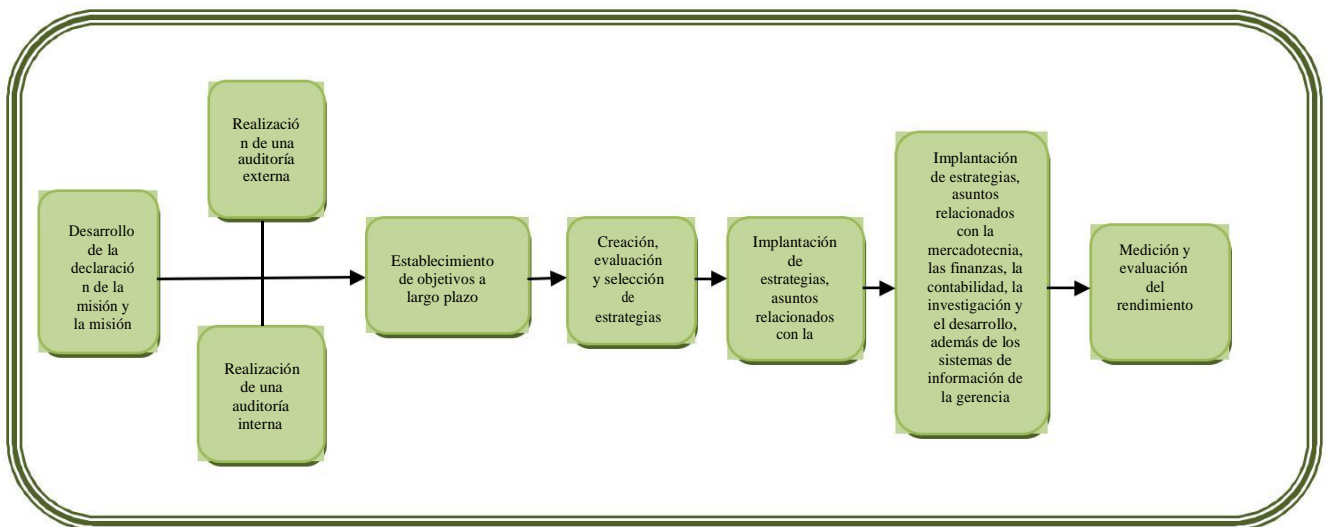 Desarrollo
de la
declaració
n de la
misión y
la misión
Realizació
n de una
auditoría
externa
Realización
de una
auditoría
interna
Establecimiento
de objetivos a
largo plazo
Creación,
evaluación
y selección
de
estrategias
Implantación
de
estrategias,
asuntos
relacionados
con la
Implantación
de estrategias,
asuntos
relacionados
con la
mercadotecnia,
las finanzas, la
contabilidad, la
investigación y
el desarrollo,
además de los
sistemas de
información de
la gerencia
Medición y
evaluación
del
rendimiento